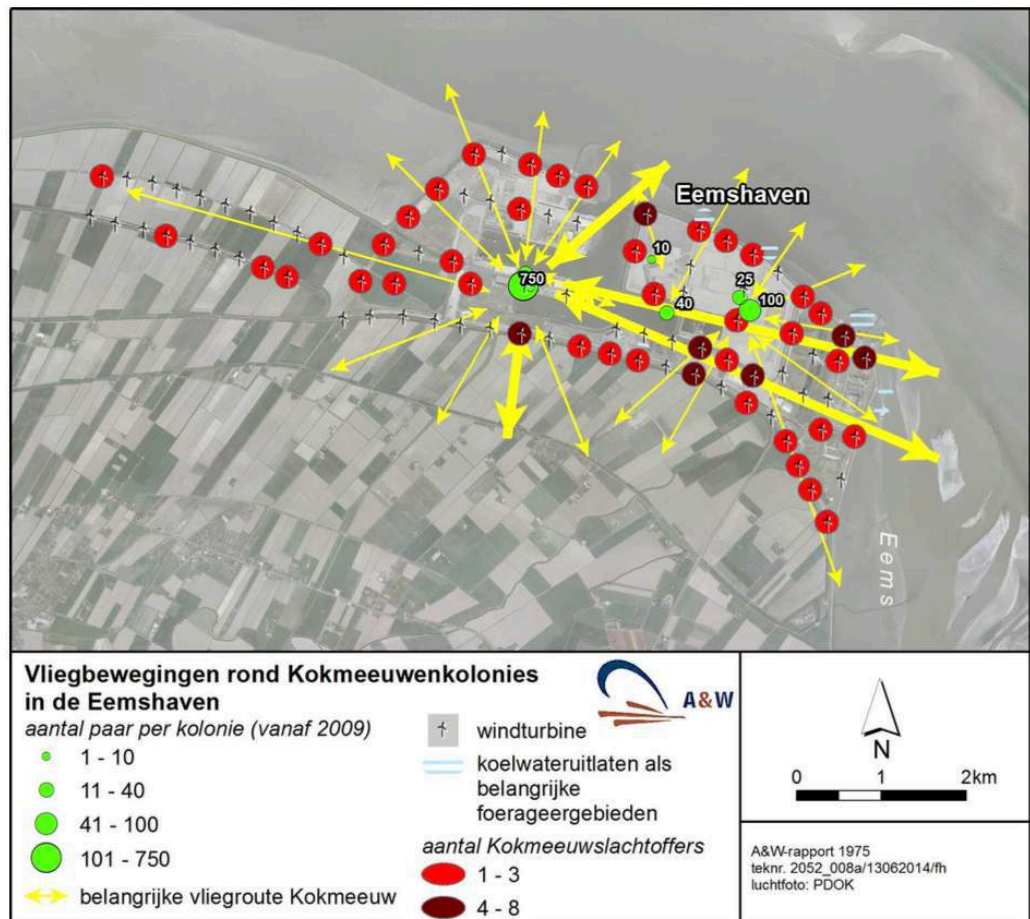 Eemshaven
10
750
25
40
100
Eems
Vliegbewegingen rond Kokmeeuwenkolonies
in de Eemshaven
aantal paar per kolonie (vanaf 2009)
1 - 10
11 - 40
41 - 100
101 - 750
belangrijke vliegroute Kokmeeuw
A&W
windturbine
koelwateruitlaten als
belangrijke
foerageergebieden
aantal Kokmeeuwslachtoffers
1 - 3
4 - 8
N
0 1 2km
A&W-rapport 1975
teknr. 2052_008a/13062014/fh
luchtfoto: PDOK